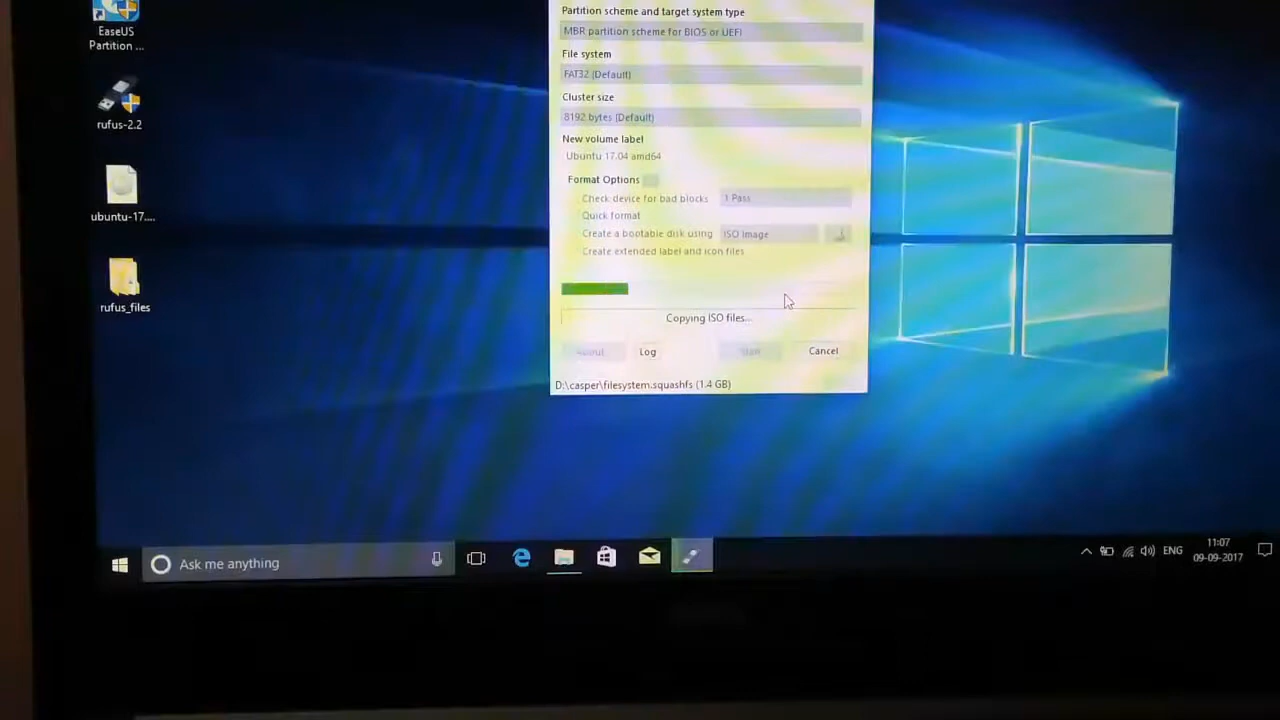 EaseUS
Partition ...
rufus-2.2
ubuntu-17....
rufus_files
Partition scheme and target system type
MBR partition scheme for BIOS or UEFI
File system
FAT32 (Default)
Cluster size
8192 bytes (Default)
New volume label
Ubuntu 17.04 amd64
Format Options
Check device for bad blocks
1 Pass
Quick format
Create a bootable disk using
ISO Image
Create extended label and icon files
Copying ISO files...
About
Log
Start
Cancel
D:\casper\filesystem.squashfs (1.4 GB)
Ask me anything
ENG
11:07
09-09-2017